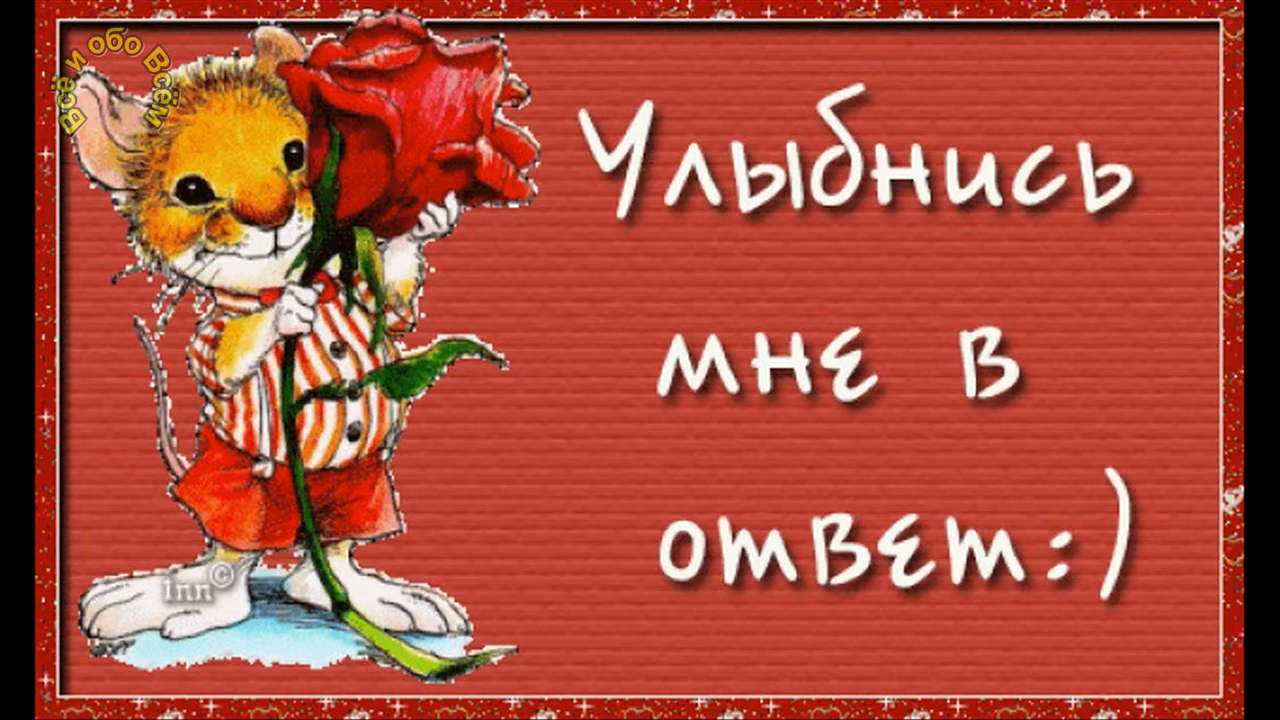 Всё и обо Всём
Улыбнись
мне в
ответ:)
inn©